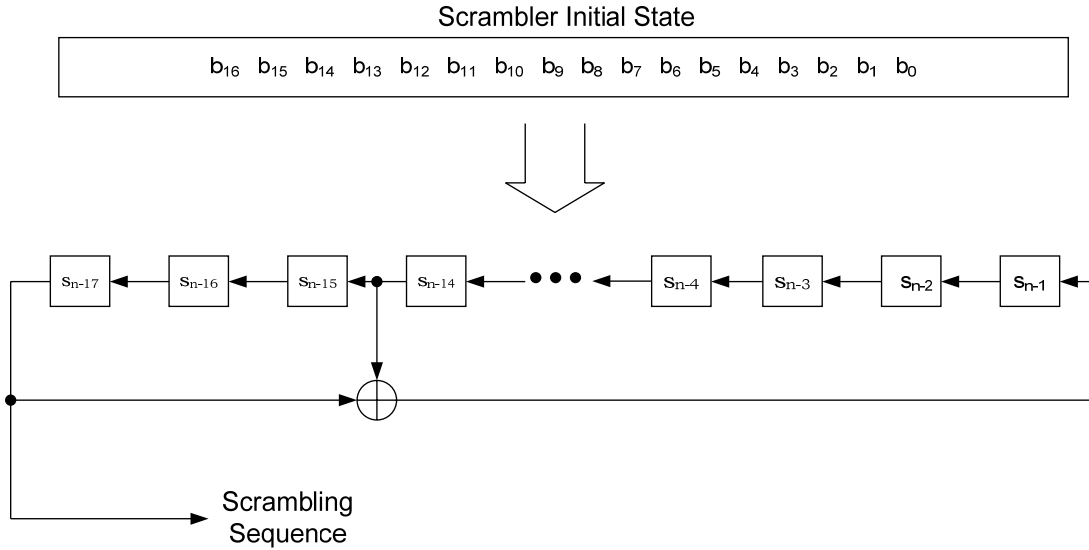 Scrambler Initial State
b16 b15 b14 b13 b12 b11 b10 b9 b8 b7 b6 b5 b4 b3 b2 b1 b0
sn-17 sn-16 sn-15 sn-14 ••• sn-4 sn-3 sn-2 sn-1
Scrambling
Sequence